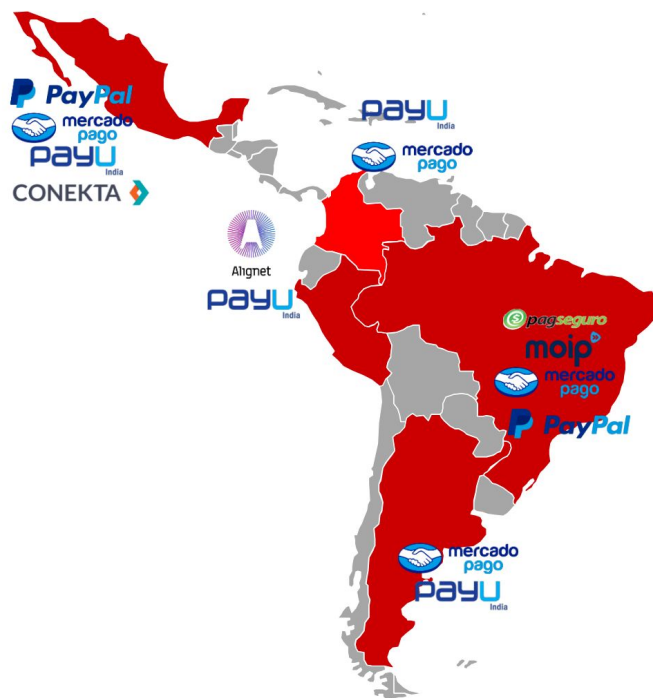 PayPal
mercado
pago
payu
India
CONEKTA
payu
India
mercado
pago
Alignet
payu
India
pagseguro
moip
mercado
pago
PayPal
mercado
pago
payu
India